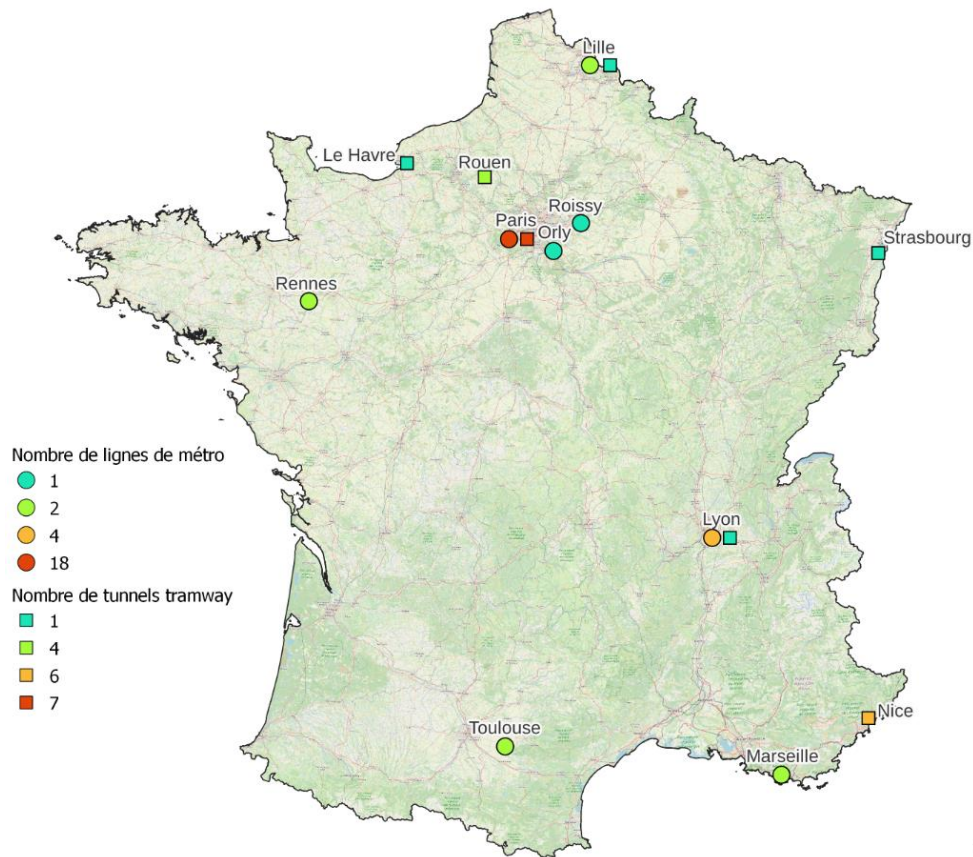 Lille
Le Havre
Rouen
Roissy
Paris
Orly
Strasbourg
Rennes
Nombre de lignes de métro
1
2
4
18
Nombre de tunnels tramway
1
4
6
7
Lyon
Nice
Toulouse
Marseille